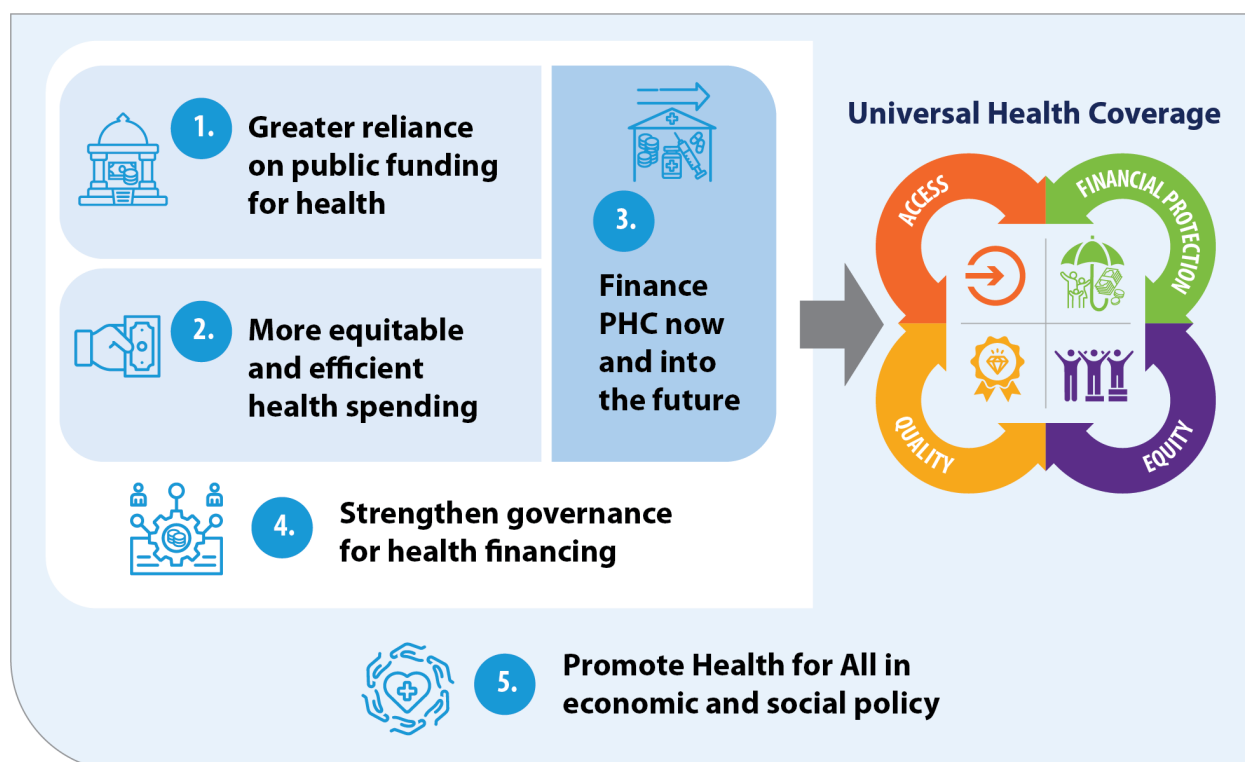 1.
Greater reliance
on public funding
for health
2.
More equitable
and efficient
health spending
3.
Finance
PHC now
and into
the future
4.
Strengthen governance
for health financing
5.
Promote Health for All in
economic and social policy
Universal Health Coverage
ACCESS
FINANCIAL PROTECTION
QUALITY
EQUITY